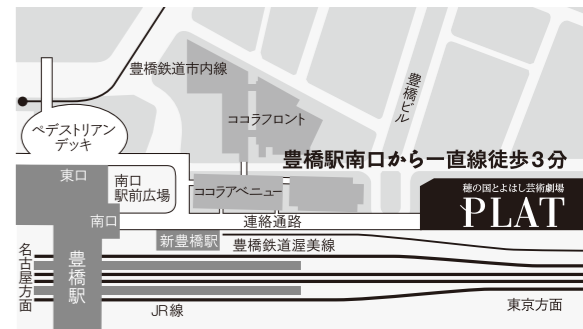 豊橋鉄道市内線
豊橋ビル
ココラフロント
ペデストリアン
デッキ
豊橋駅南口から一直線徒歩3分
東口
南口
駅前広場
ココラアベニュー
穂の国とよはし芸術劇場
PLAT
南口
連絡通路
新豊橋駅
豊橋鉄道渥美線
名古屋方面
豊橋駅
JR線
東京方面